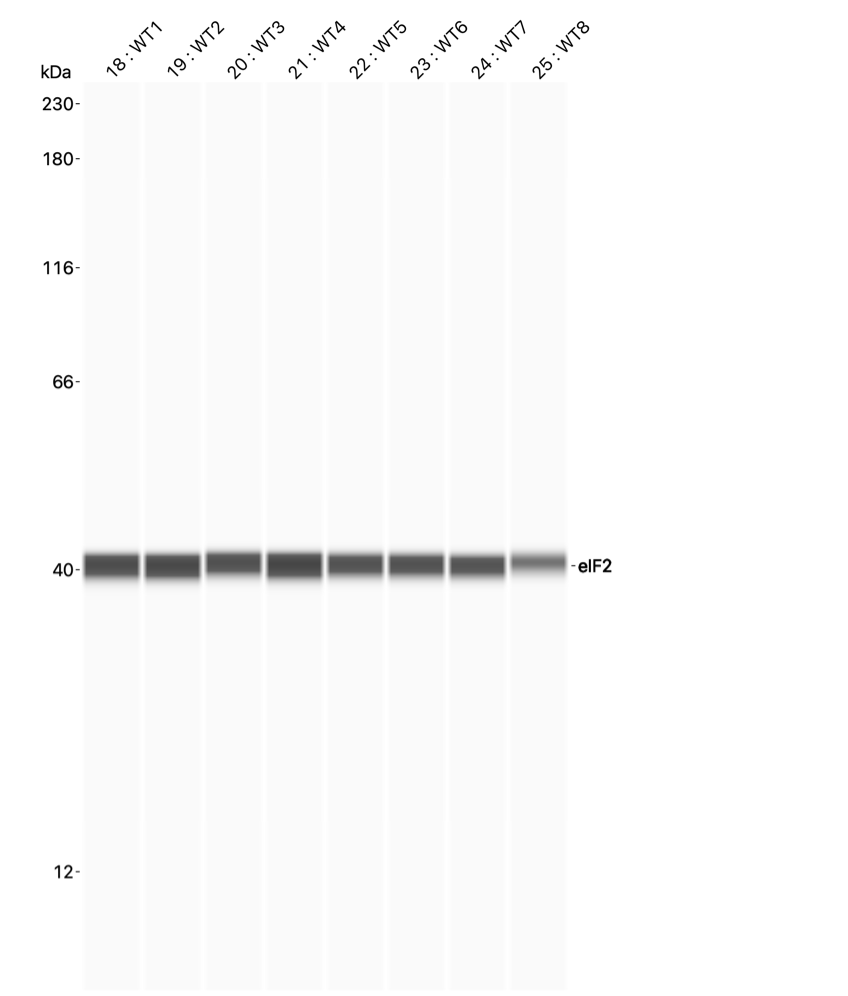 kDa
18 : WT1
19 : WT2
20 : WT3
21 : WT4
22 : WT5
23 : WT6
24 : WT7
25 : WT8
230-
180-
116-
66-
40-
-eIF2
12-